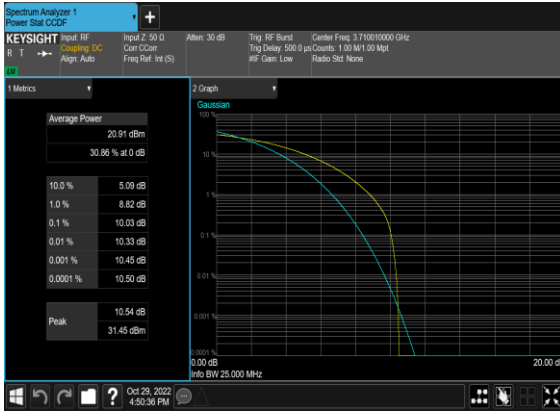 Spectrum Analyzer 1
Power Stat CCDF
KEYSIGHT
R T
Input: RF
Coupling: DC
Align: Auto
Input Z: 50 Ω
Corr CCorr
Freq Ref: Int (S)
Atten: 30 dB
Trig: RF Burst
Trig Delay: 500.0 µs
#IF Gain: Low
Center Freq: 3.710010000 GHz
Counts: 1.00 M/1.00 Mpt
Radio Std: None
1 Metrics
Average Power
20.91 dBm
30.86 % at 0 dB
10.0 % 5.09 dB
1.0 % 8.82 dB
0.1 % 10.03 dB
0.01 % 10.33 dB
0.001 % 10.45 dB
0.0001 % 10.50 dB
Peak
10.54 dB
31.45 dBm
2 Graph
Gaussian
100 %
10 %
1 %
0.1 %
0.01 %
0.001 %
0.0001 %
0.00 dB
20.00 d
Info BW 25.000 MHz
Oct 29, 2022
4:50:36 PM